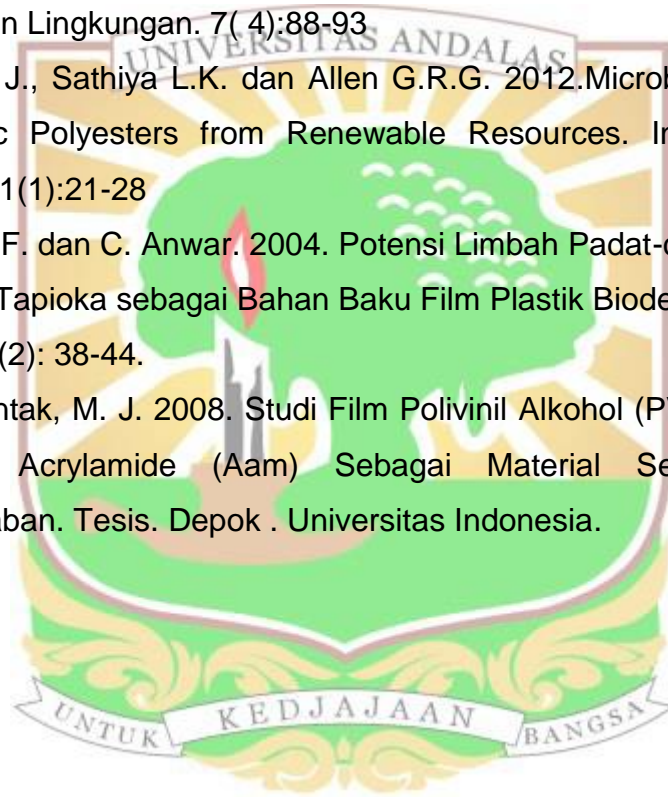 n Lingkungan. 7( 4):88-93
UNIVERSITAS ANDALAS
J., Sathiya L.K. dan Allen G.R.G. 2012.Microb
c Polyesters from Renewable Resources. In
1(1):21-28
F. dan C. Anwar. 2004. Potensi Limbah Padat-c
Tapioka sebagai Bahan Baku Film Plastik Biode
(2): 38-44.
ntak, M. J. 2008. Studi Film Polivinil Alkohol (P
Acrylamide (Aam) Sebagai Material Se
aban. Tesis. Depok . Universitas Indonesia.
UNTUK KEDJAJAAN BANGSA